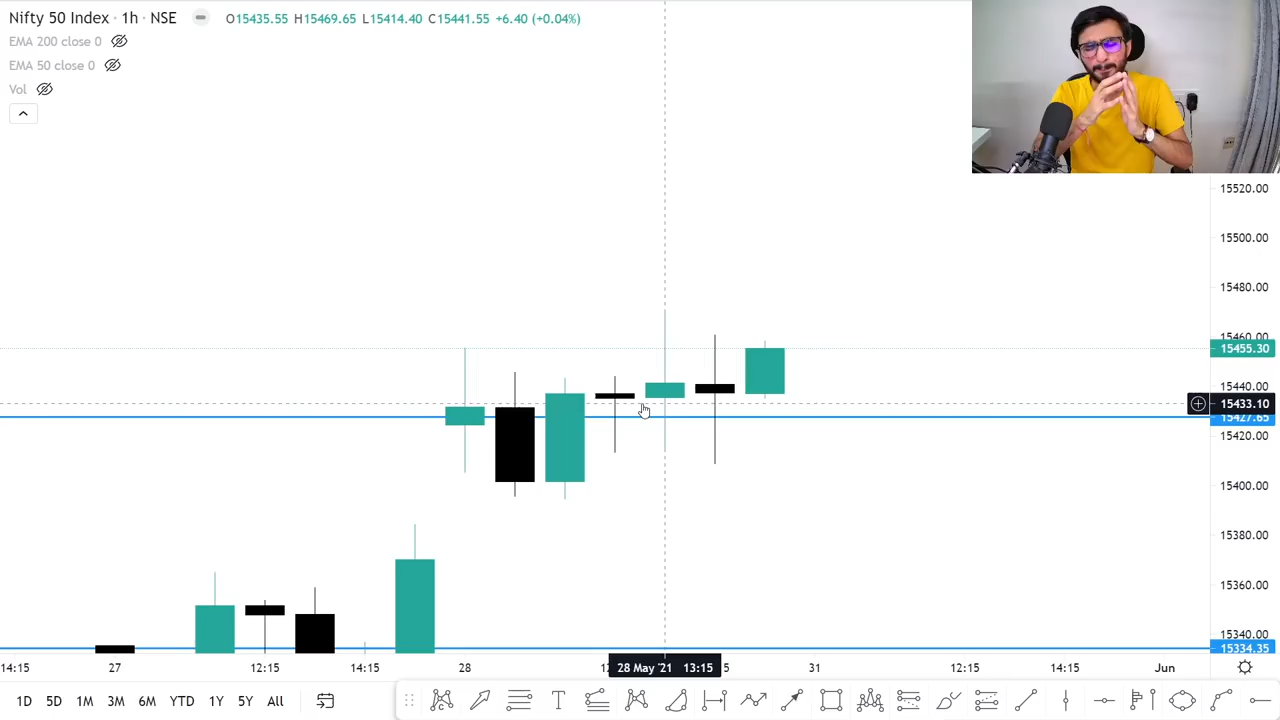 Nifty 50 Index · 1h · NSE O15435.55 H15469.65 L15414.40 C15441.55 +6.40 (+0.04%)
EMA 200 close 0
EMA 50 close 0
Vol
15520.00
15500.00
15480.00
15460.00
15455.30
15440.00
15433.10
15427.65
15420.00
15400.00
15380.00
15360.00
15340.00
15334.35
14:15 27 12:15 14:15 28 28 May '21 13:15 5 31 12:15 14:15 Jun
1D 5D 1M 3M 6M YTD 1Y 5Y All